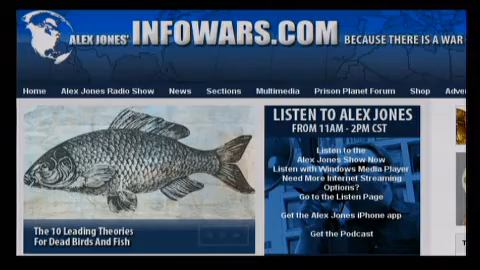 ALEX JONES' INFOWARS.COM BECAUSE THERE IS A WAR
Home Alex Jones Radio Show News Sections Multimedia Prison Planet Forum Shop Adve
LISTEN TO ALEX JONES
FROM 11AM - 2PM CST
Listen to the
Alex Jones Show Now
Listen with Windows Media Player
Need More Internet Streaming
Options?
Go to the Listen Page
Get the Alex Jones iPhone app
Get the Podcast
The 10 Leading Theories
For Dead Birds And Fish